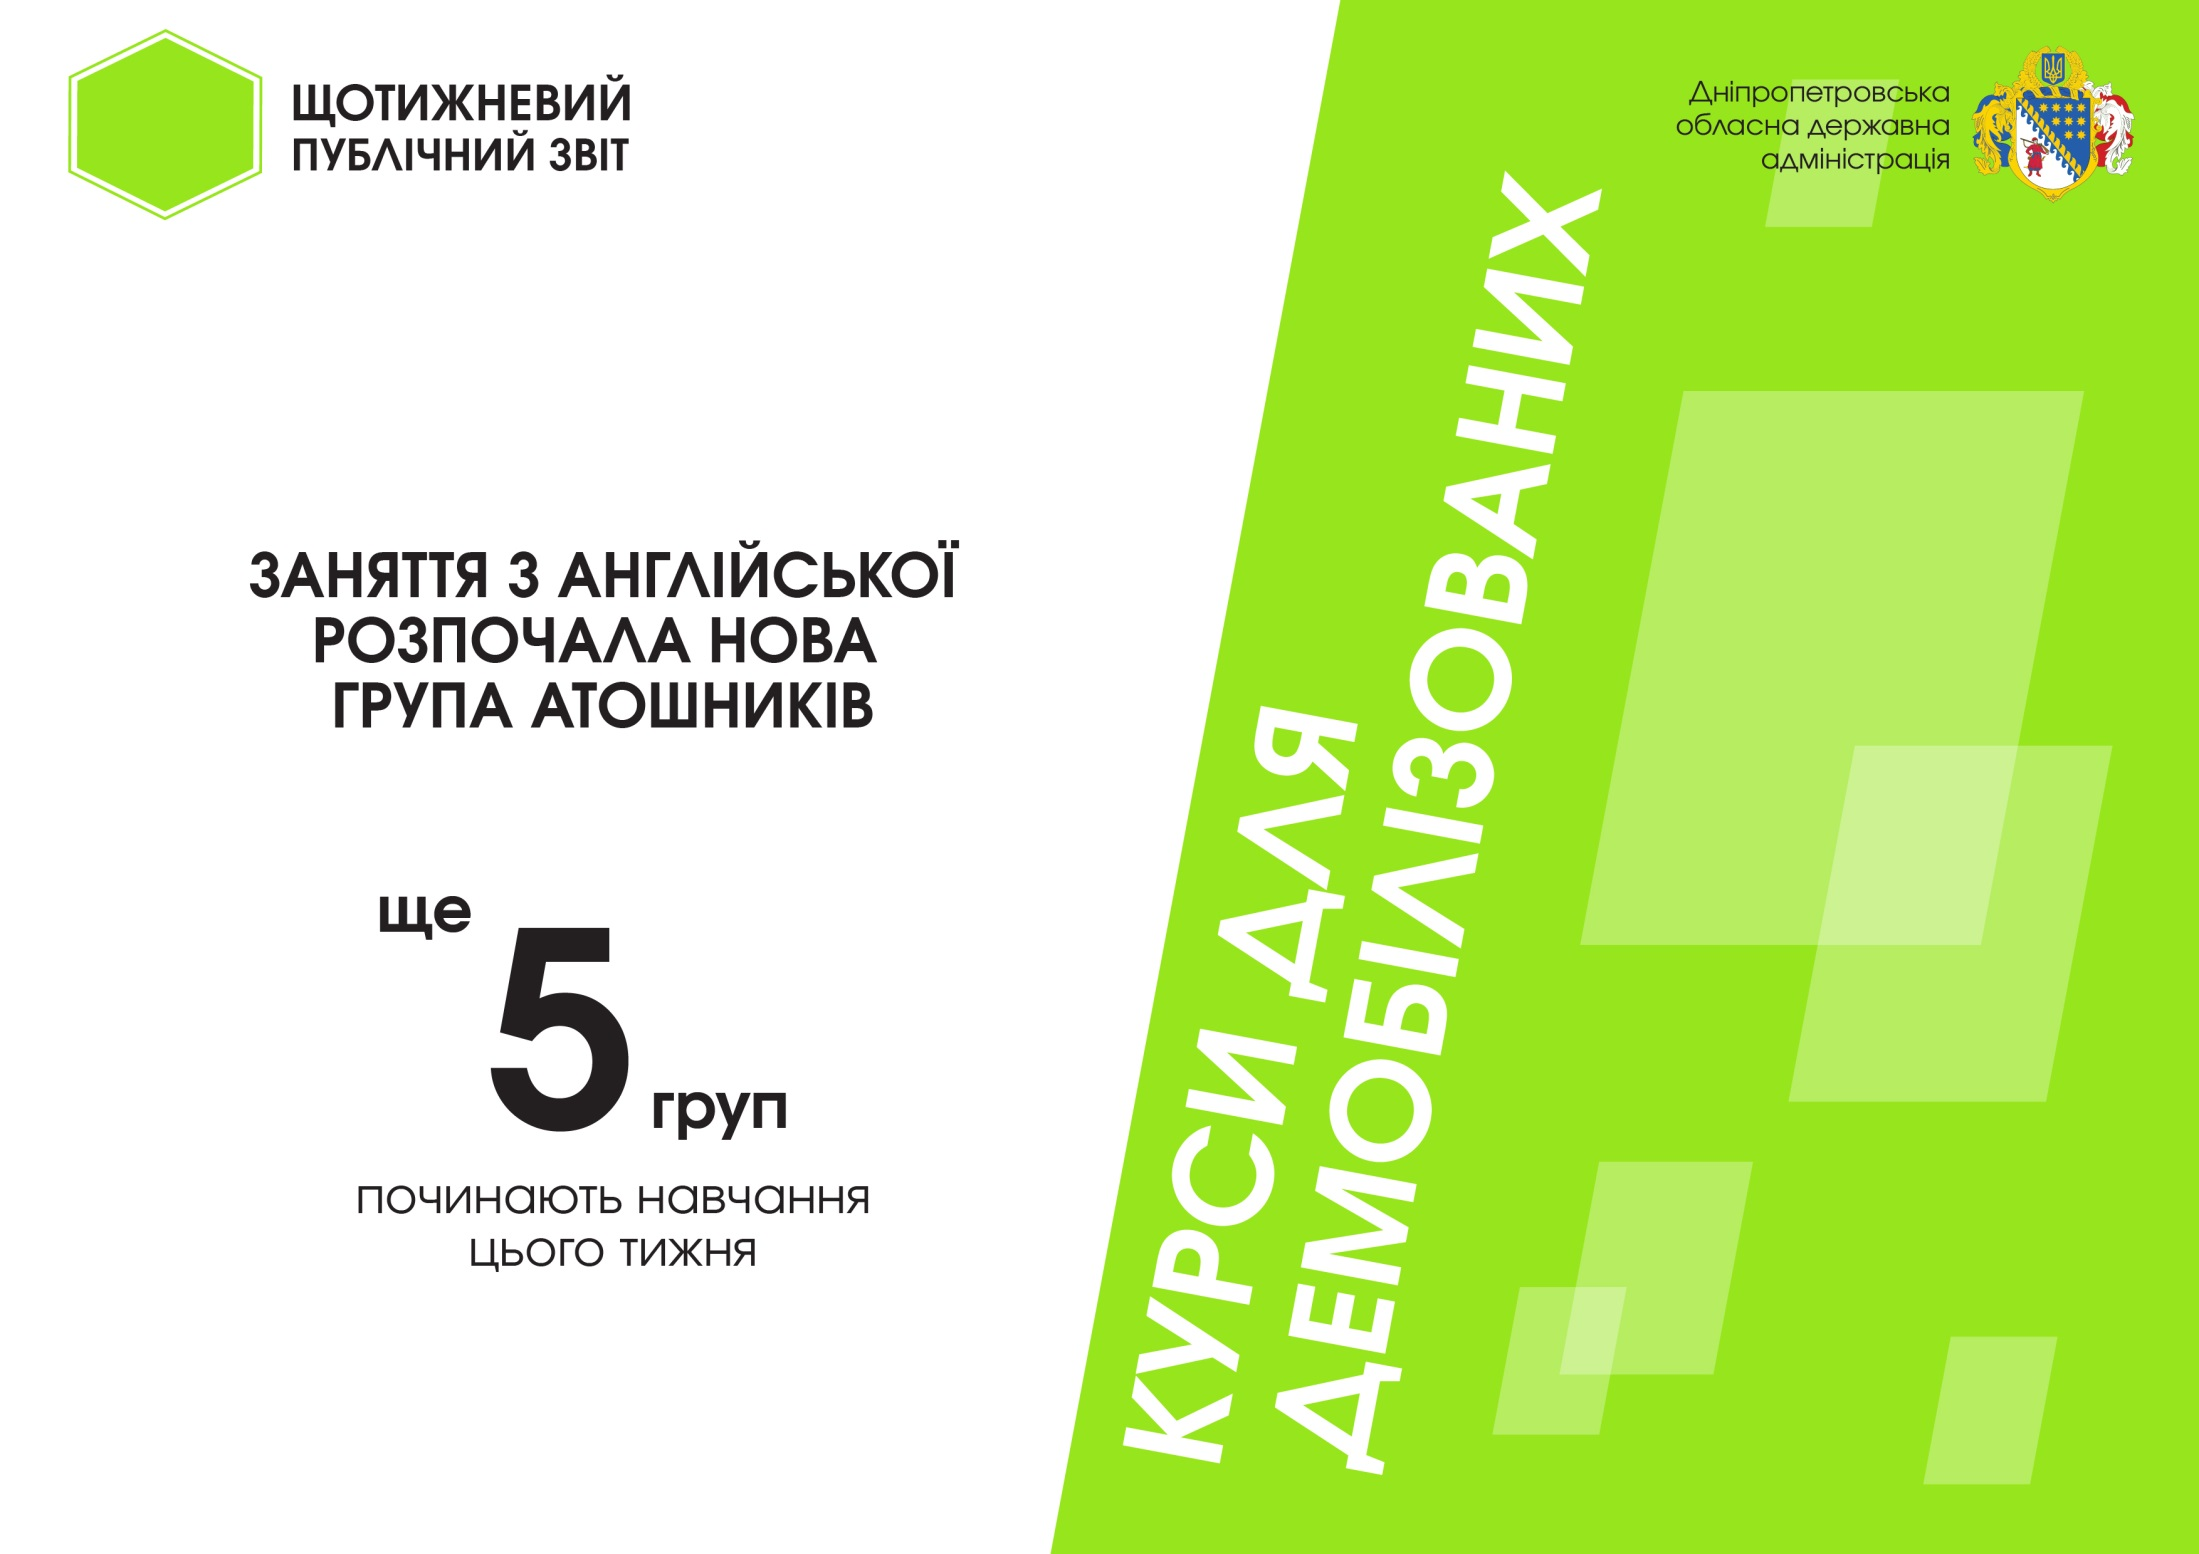 ЩОТИЖНЕВИЙ
ПУБЛІЧНИЙ ЗВІТ
Дніпропетровська
обласна державна
адміністрація
ЗАНЯТТЯ З АНГЛІЙСЬКОЇ
РОЗПОЧАЛА НОВА
ГРУПА АТОШНИКІВ
ще
5
груп
починають навчання
цього тижня
КУРСИ ДЛЯ
ДЕМОБІЛІЗОВАНИХ